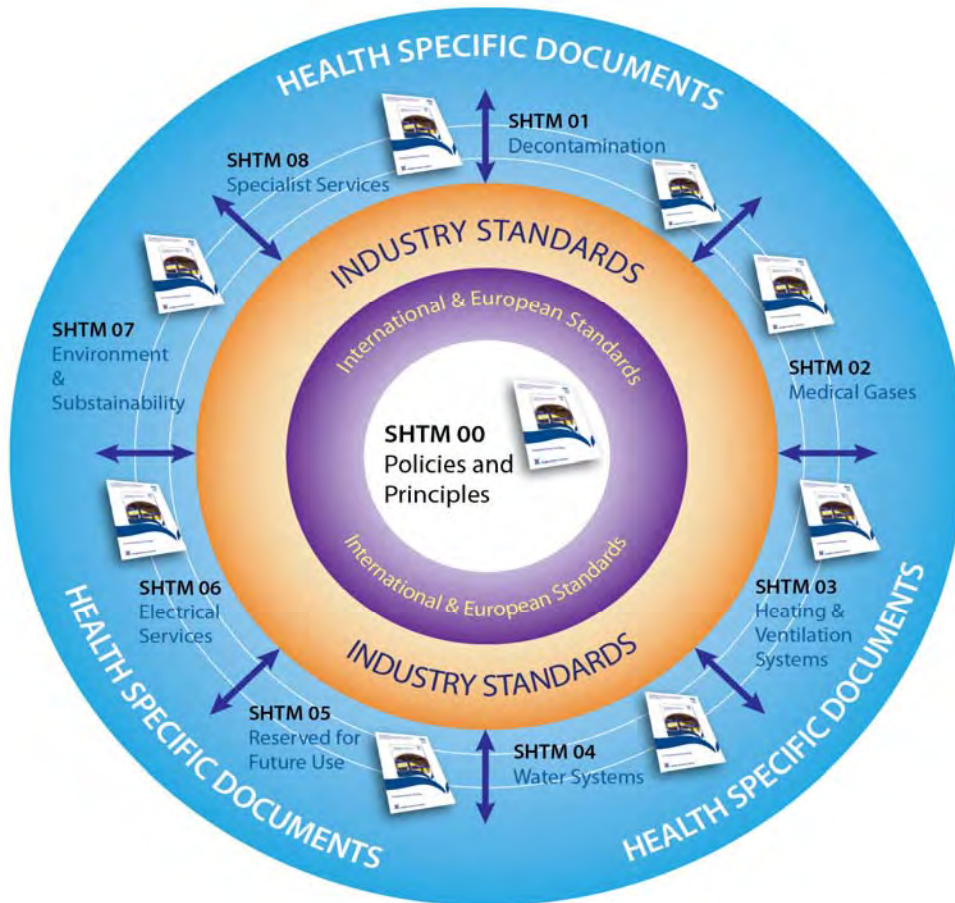 HEALTH SPECIFIC DOCUMENTS
SHTM 01
Decontamination
SHTM 08
Specialist Services
INDUSTRY STANDARDS
International & European Standards
SHTM 07
Environment
&
Substainability
SHTM 02
Medical Gases
SHTM 00
Policies and
Principles
International & European Standards
INDUSTRY STANDARDS
SHTM 06
Electrical
Services
SHTM 03
Heating &
Ventilation
Systems
SHTM 05
Reserved for
Future Use
SHTM 04
Water Systems
HEALTH SPECIFIC DOCUMENTS
HEALTH SPECIFIC DOCUMENTS